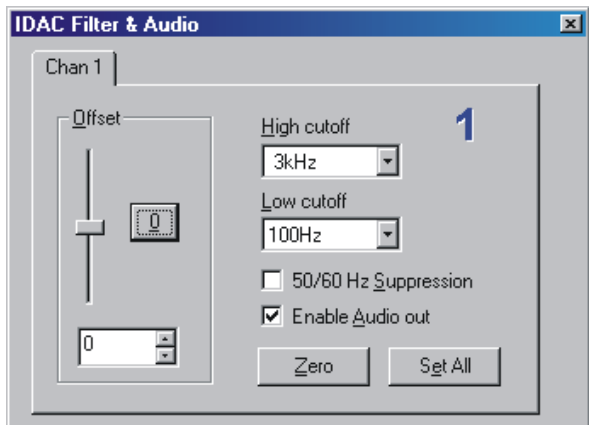 IDAC Filter & Audio
Chan 1
Offset
0
0
High cutoff
1
3kHz
Low cutoff
100Hz
50/60 Hz Suppression
Enable Audio out
Zero
Set All